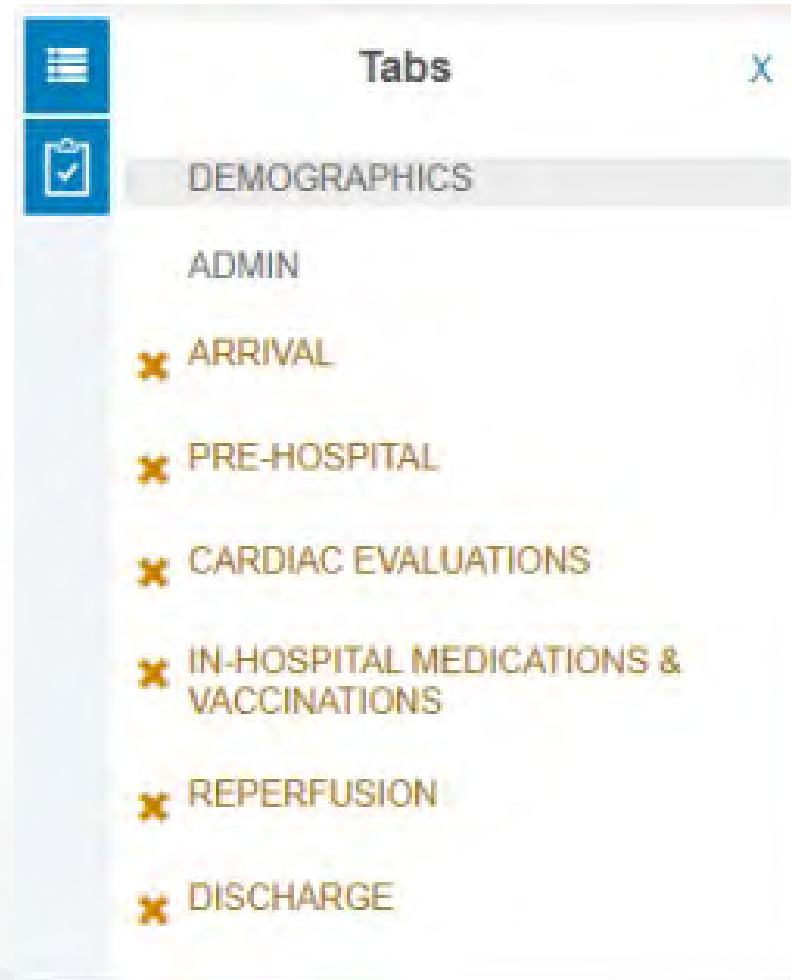 Tabs X
DEMOGRAPHICS
ADMIN
ARRIVAL
PRE-HOSPITAL
CARDIAC EVALUATIONS
IN-HOSPITAL MEDICATIONS &
VACCINATIONS
REPERFUSION
DISCHARGE